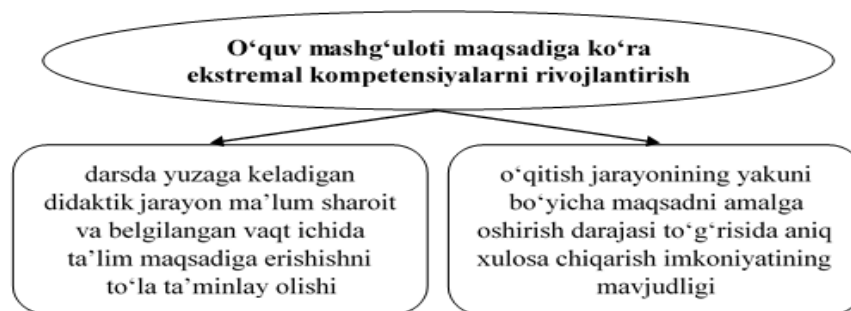 O‘quv mashg‘uloti maqsadiga ko‘ra
ekstremal kompetensiyalarni rivojlantirish
darsda yuzaga keladigan
didaktik jarayon ma’lum sharoit
va belgilangan vaqt ichida
ta’lim maqsadiga erishishni
to‘la ta’minlay olishi
o‘qitish jarayonining yakuni
bo‘yicha maqsadni amalga
oshirish darajasi to‘g‘risida aniq
xulosa chiqarish imkoniyatining
mavjudligi